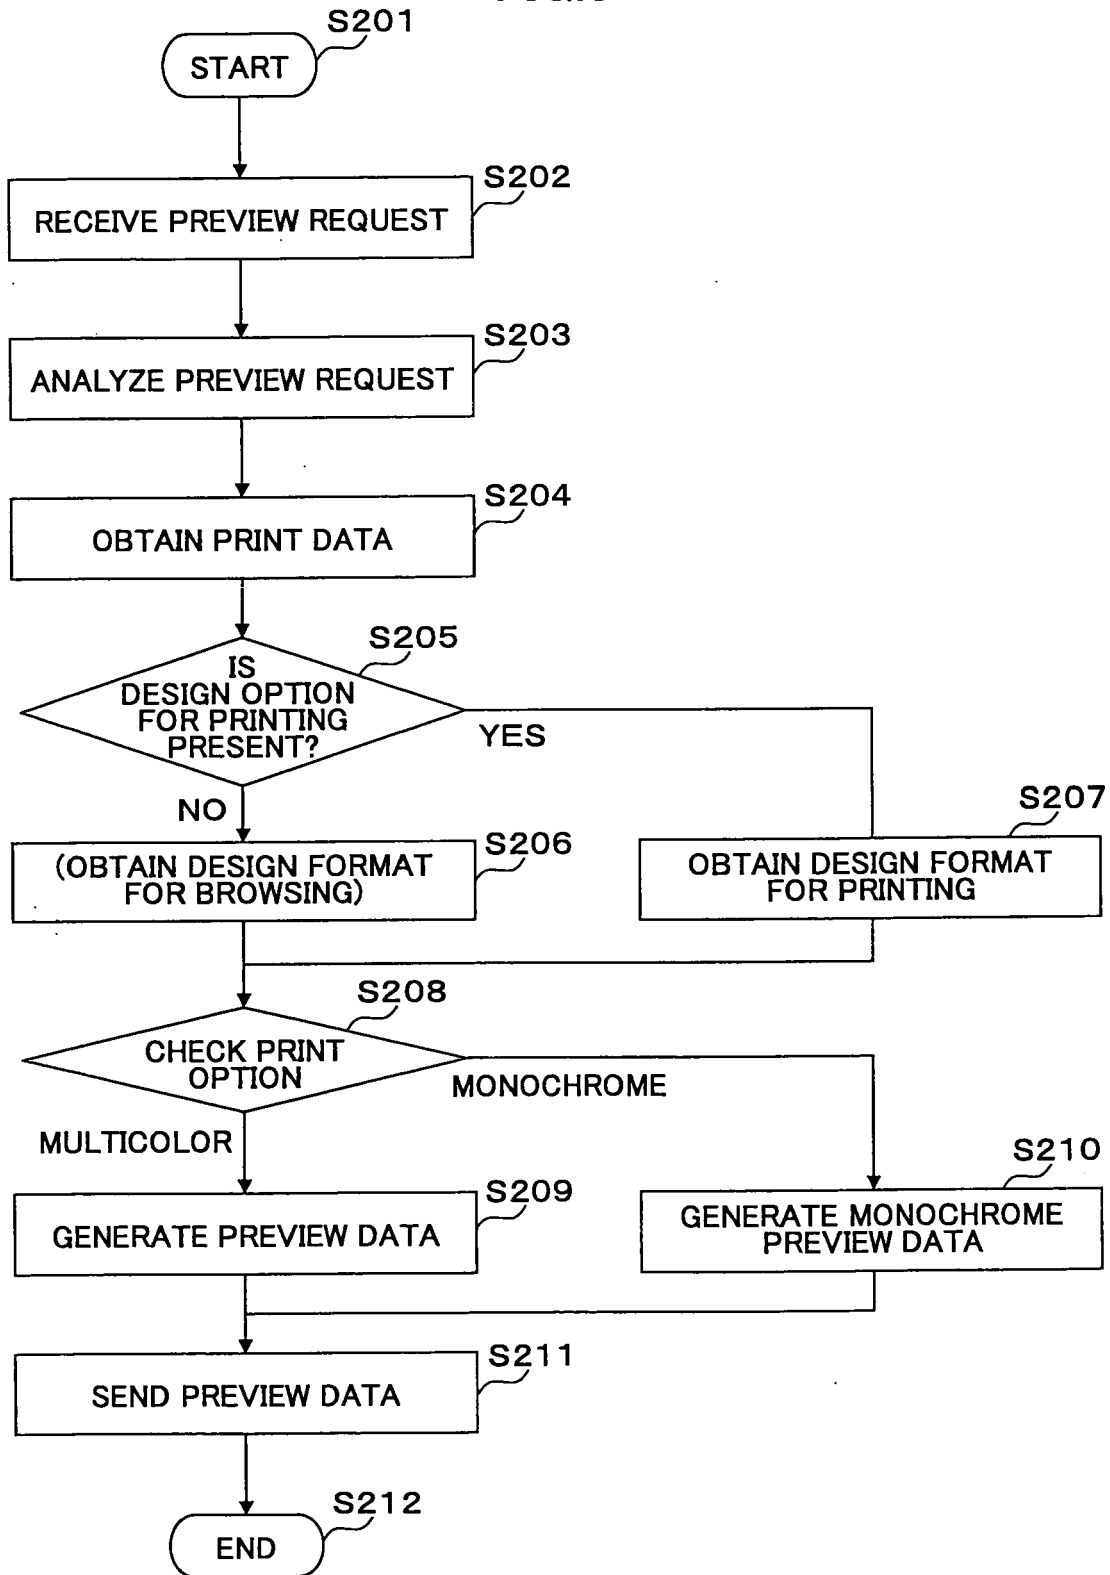 S201
START
S202
RECEIVE PREVIEW REQUEST
S203
ANALYZE PREVIEW REQUEST
S204
OBTAIN PRINT DATA
S205
IS
DESIGN OPTION
FOR PRINTING
PRESENT?
YES
NO
S206
(OBTAIN DESIGN FORMAT
FOR BROWSING)
S207
OBTAIN DESIGN FORMAT
FOR PRINTING
S208
CHECK PRINT
OPTION
MONOCHROME
MULTICOLOR
S209
GENERATE PREVIEW DATA
S210
GENERATE MONOCHROME
PREVIEW DATA
S211
SEND PREVIEW DATA
S212
END